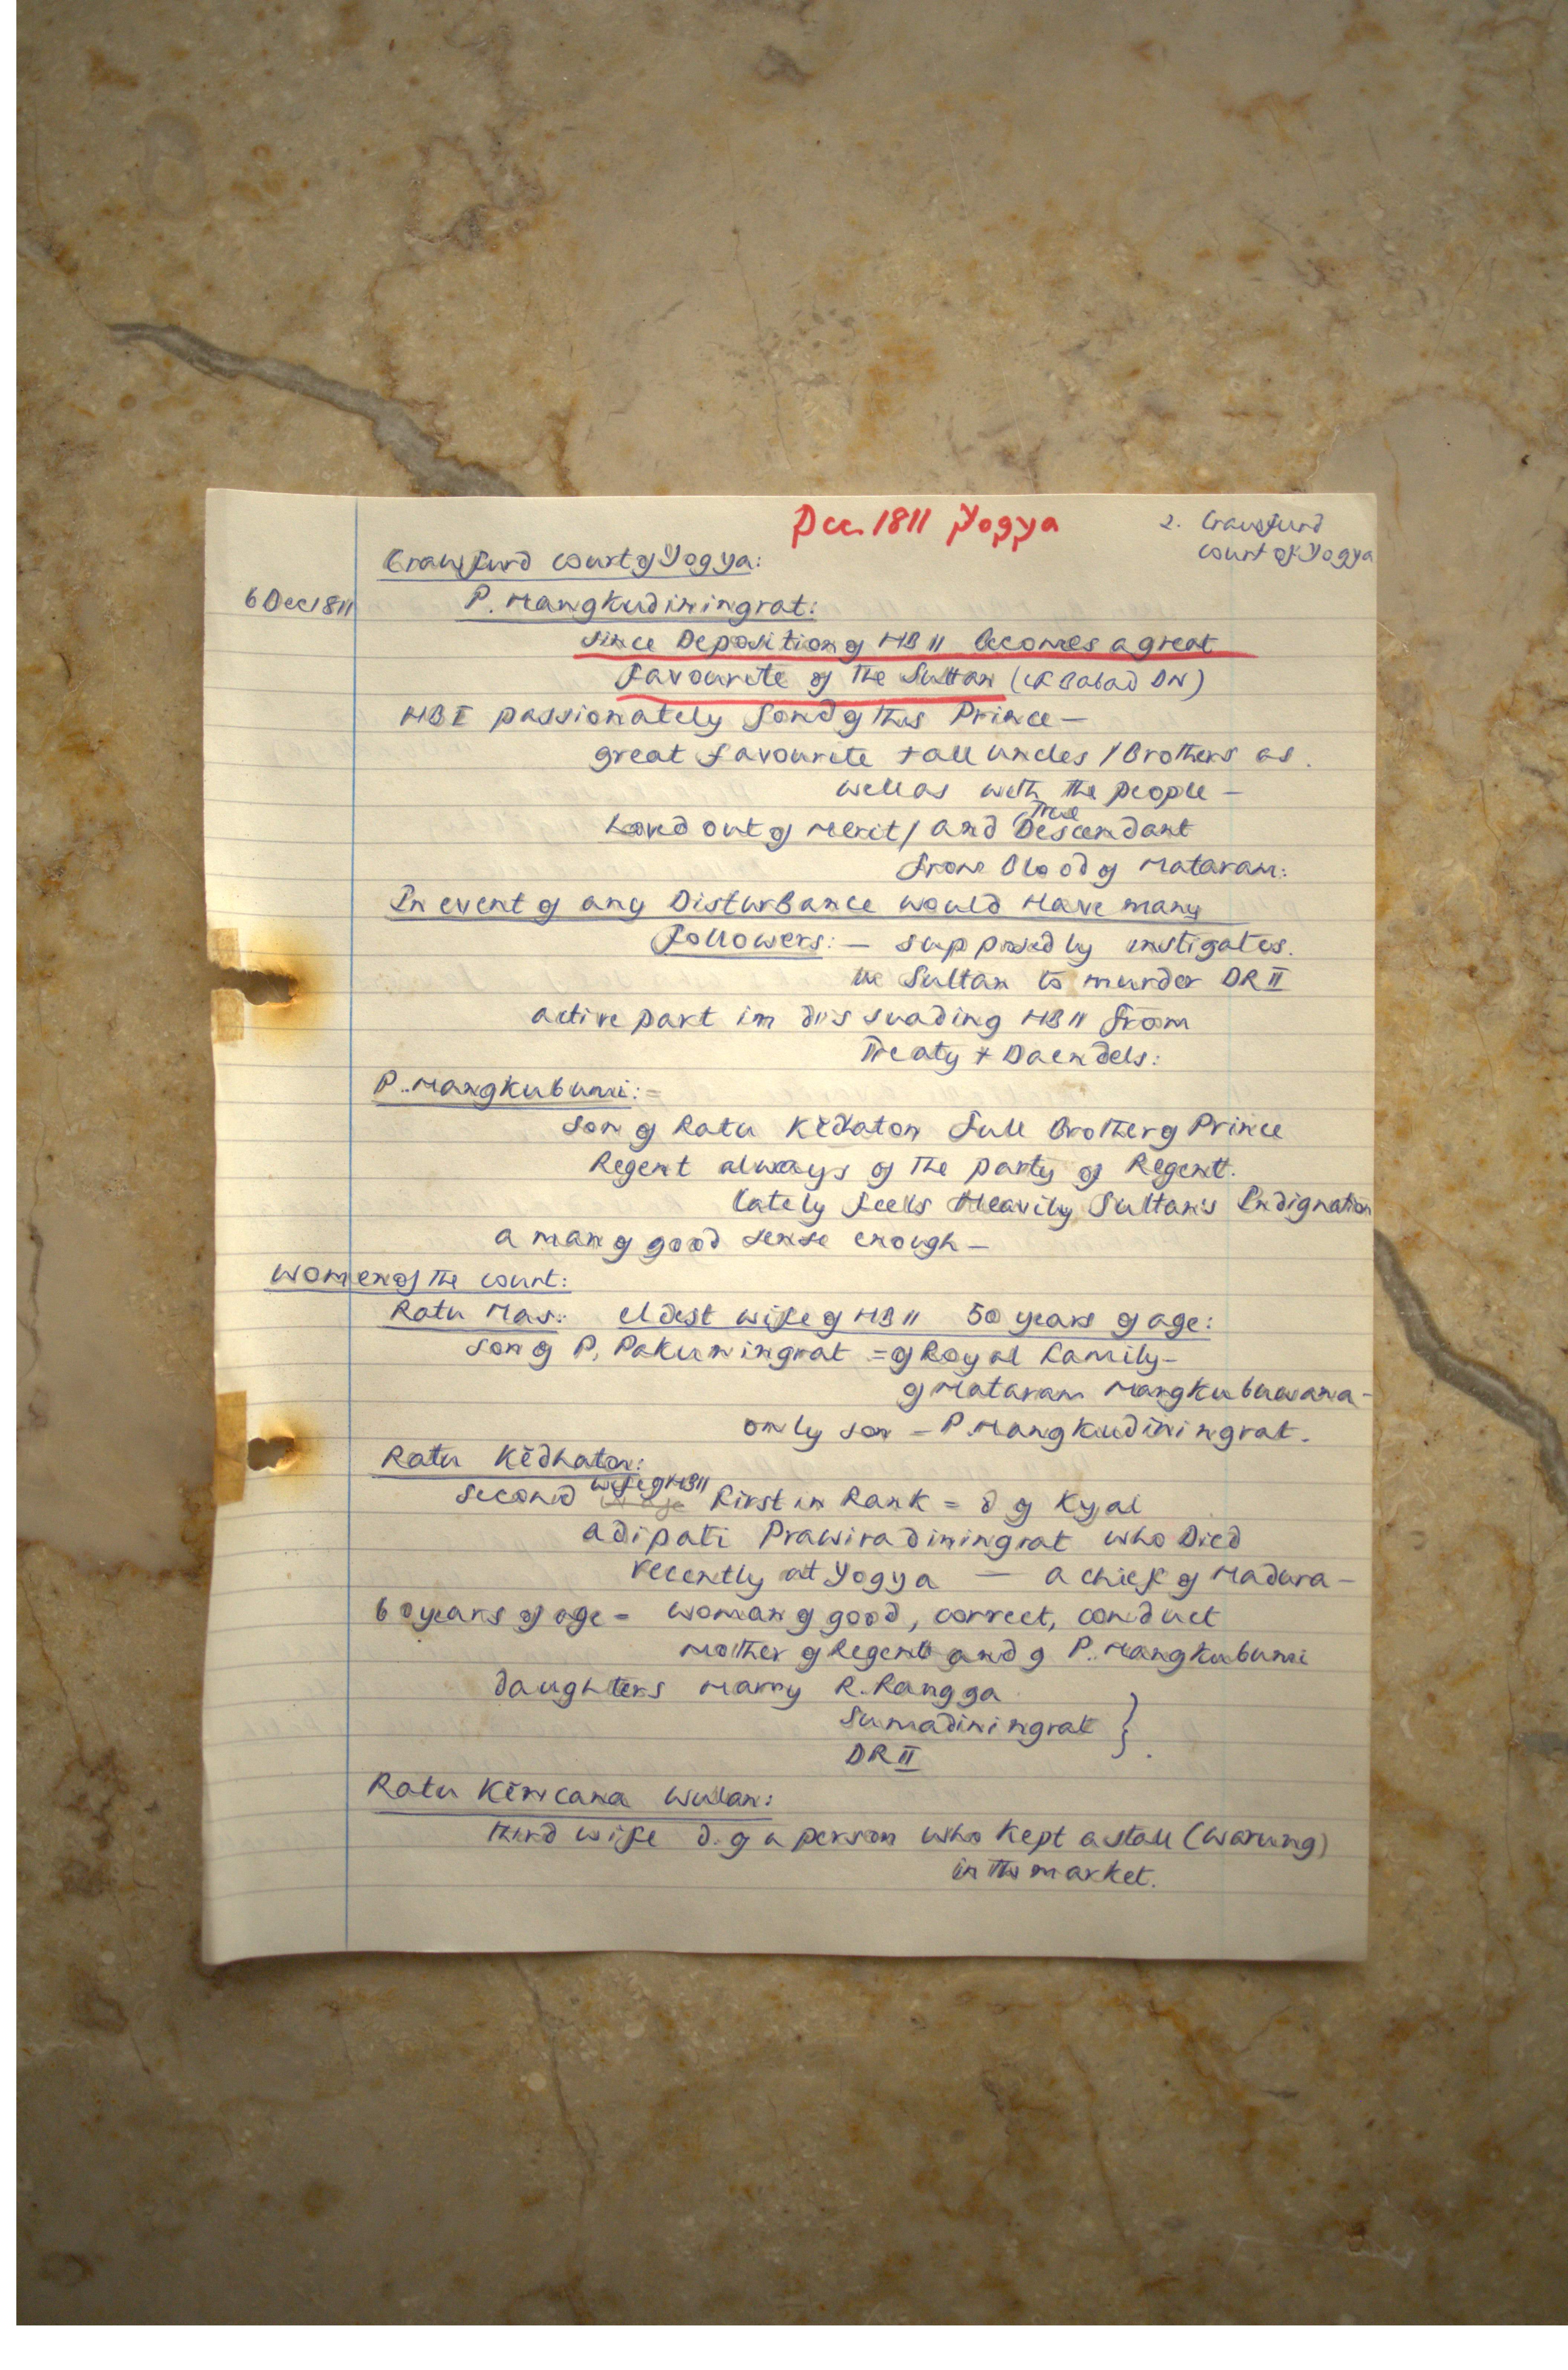 Dec. 1811 Yogya
2. Crawfurd
court of Yogya
Crawfurd court of Yogya:
6 Dec 1811
P. Mangkudiningrat:
since Deposition of HB II becomes a great
favourite of the Sultan (cf Babad DN)
HB I passionately fond of this Prince —
great favourite + all uncles / Brothers as
well as with the people —
Loved out of merit / and True Descendant
from Blood of Mataram:
In event of any Disturbance would Have many
followers: — supposedly instigates
the Sultan to murder DR II
active part in dissuading HB II from
Treaty + Daendels:
P. Mangkubumi: =
son of Ratu Kĕdhaton full Brother of Prince
Regent always of the party of Regent.
lately feels Heavily Sultan's Indignation
a man of good sense enough —
Women of the court:
Ratu Mas: eldest wife of HB II 50 years of age:
son of P. Pakuningrat = of Royal Family —
of Mataram Mangkubuwana —
only son — P. Mangkudiningrat.
Ratu Kĕdhaton:
second wife of HB II First in Rank = d of Kyai
adipati Prawiradiningrat who Died
recently at Yogya — a chief of Madura —
60 years of age = woman of good, correct, conduct
mother of Regent and of P. Mangkubumi
daughters marry R. Rangga
Sumadiningrat }
DR II
Ratu Kĕncana Wulan:
third wife d. of a person who kept a stall (warung)
in the market.